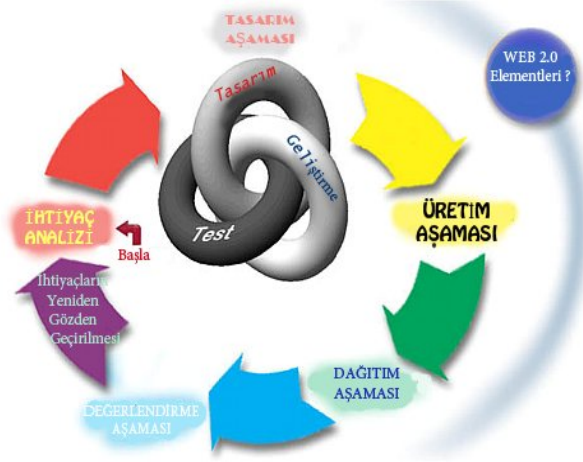 TASARIM
AŞAMASI
WEB 2.0
Elementleri ?
Tasarım
Geliştirme
Test
ÜRETİM
AŞAMASI
İHTİYAÇ
ANALİZİ
Başla
İhtiyaçların
Yeniden
Gözden
Geçirilmesi
DAĞITIM
AŞAMASI
DEĞERLENDİRME
AŞAMASI